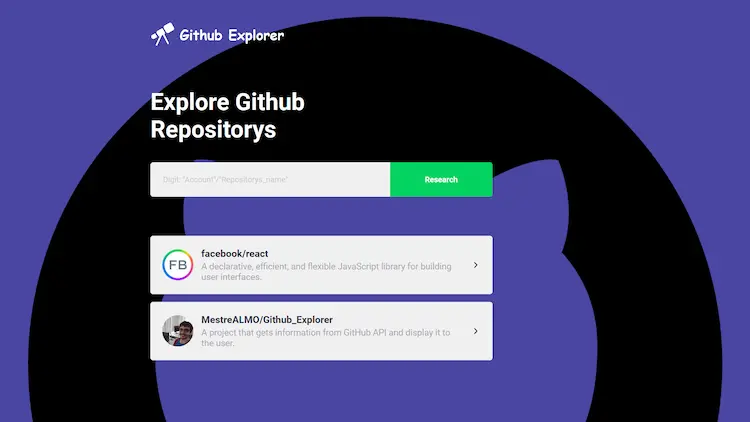 Github Explorer
Explore Github
Repositorys
Digit: "Account"/"Repositorys_name"
Research
FB
facebook/react
A declarative, efficient, and flexible JavaScript library for building
user interfaces.
MestreALMO/Github_Explorer
A project that gets information from GitHub API and display it to
the user.